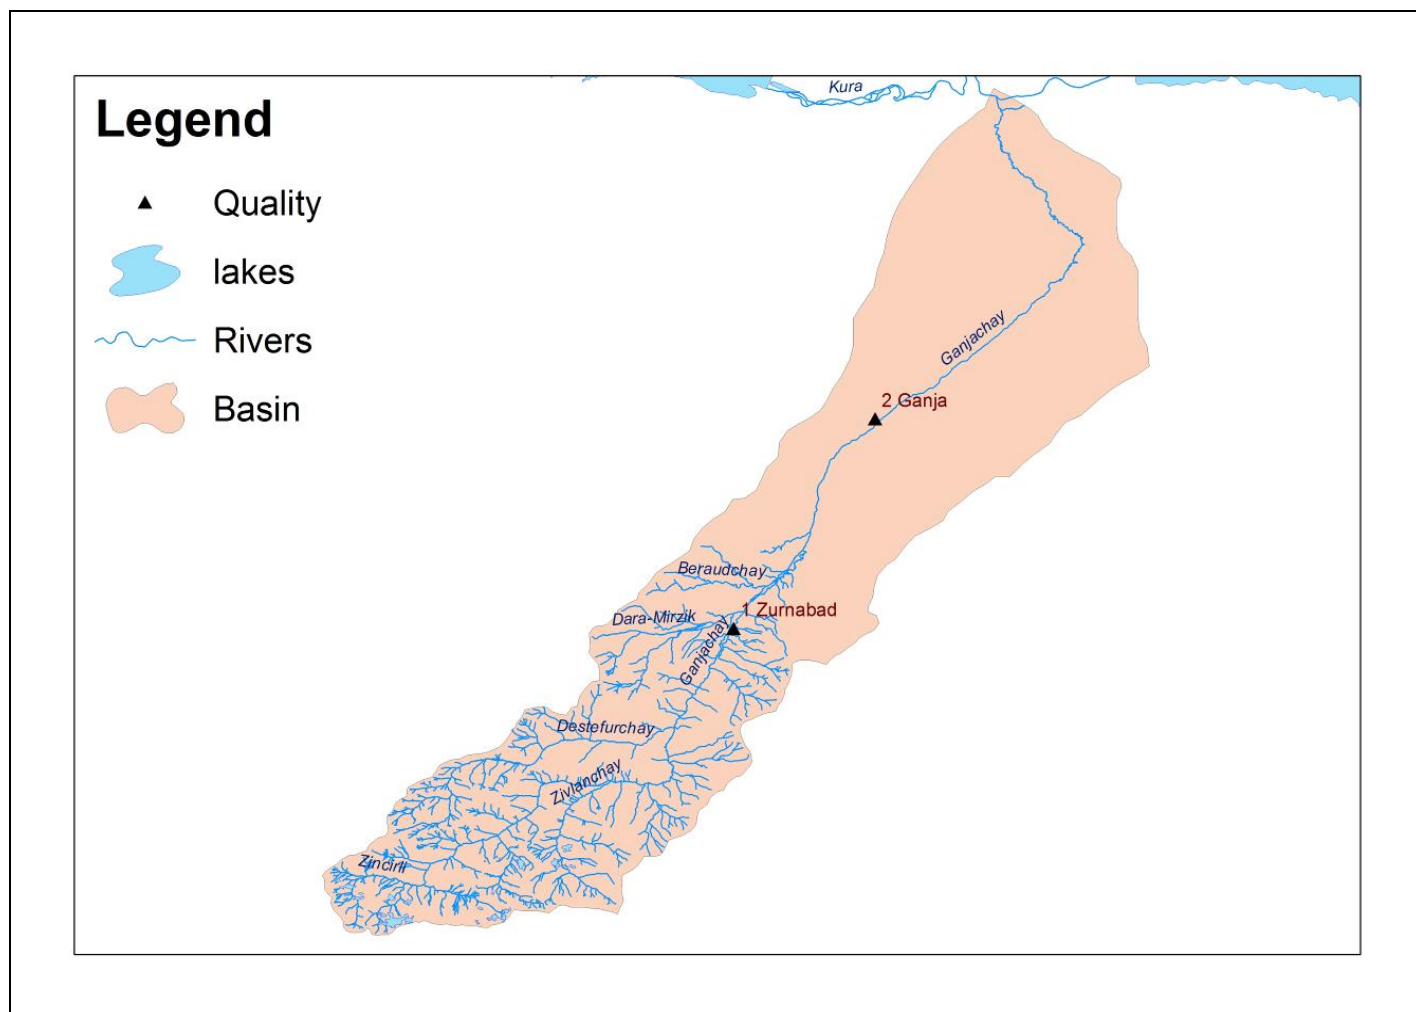 Legend
Quality
lakes
Rivers
Basin
Kura
Ganjachay
2 Ganja
Beraudchay
1 Zurnabad
Dara-Mirzik
Ganjachay
Destefurchay
Zivlanchay
Zincirli